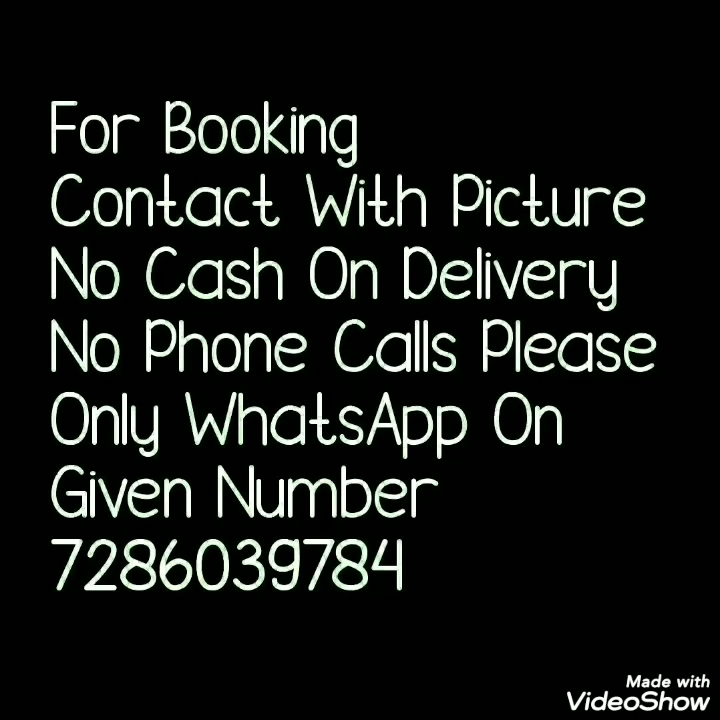 For Booking
Contact With Picture
No Cash On Delivery
No Phone Calls Please
Only WhatsApp On
Given Number
7286039784
Made with
VideoShow